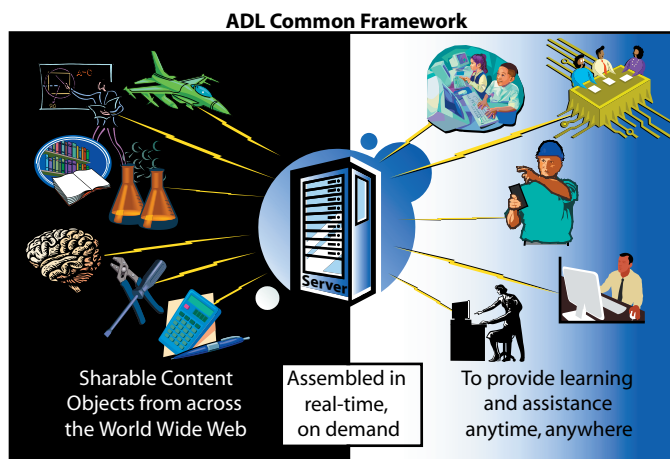 ADL Common Framework
A-C
Server
Sharable Content
Objects from across
the World Wide Web
Assembled in
real-time,
on demand
To provide learning
and assistance
anytime, anywhere